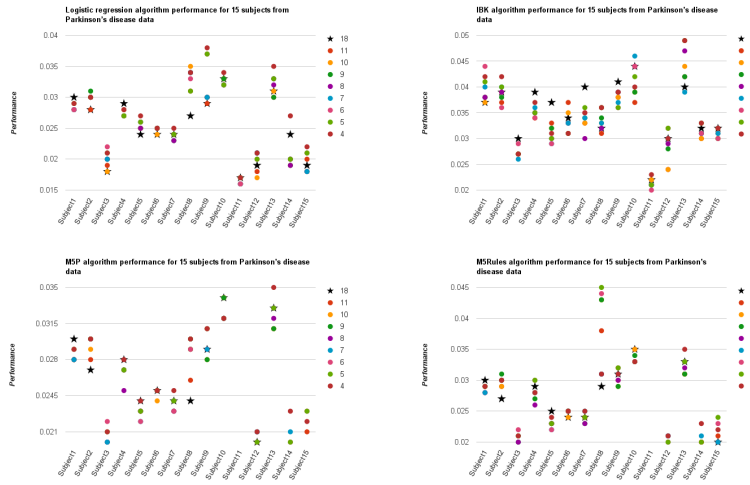 Logistic regression algorithm performance for 15 subjects from
Parkinson's disease data
0.04
0.035
0.03
0.025
0.02
0.015
Performance
Subject1
Subject2
Subject3
Subject4
Subject5
Subject6
Subject7
Subject8
Subject9
Subject10
Subject11
Subject12
Subject13
Subject14
Subject15
18
11
10
9
8
7
6
5
4
IBK algorithm performance for 15 subjects from Parkinson's
disease data
0.05
0.045
0.04
0.035
0.03
0.025
0.02
Performance
Subject1
Subject2
Subject3
Subject4
Subject5
Subject6
Subject7
Subject8
Subject9
Subject10
Subject11
Subject12
Subject13
Subject14
Subject15
M5P algorithm performance for 15 subjects from Parkinson's disease
data
0.035
0.0315
0.028
0.0245
0.021
Performance
Subject1
Subject2
Subject3
Subject4
Subject5
Subject6
Subject7
Subject8
Subject9
Subject10
Subject11
Subject12
Subject13
Subject14
Subject15
18
11
10
9
8
7
6
5
4
M5Rules algorithm performance for 15 subjects from Parkinson's
disease data
0.045
0.04
0.035
0.03
0.025
0.02
Performance
Subject1
Subject2
Subject3
Subject4
Subject5
Subject6
Subject7
Subject8
Subject9
Subject10
Subject11
Subject12
Subject13
Subject14
Subject15